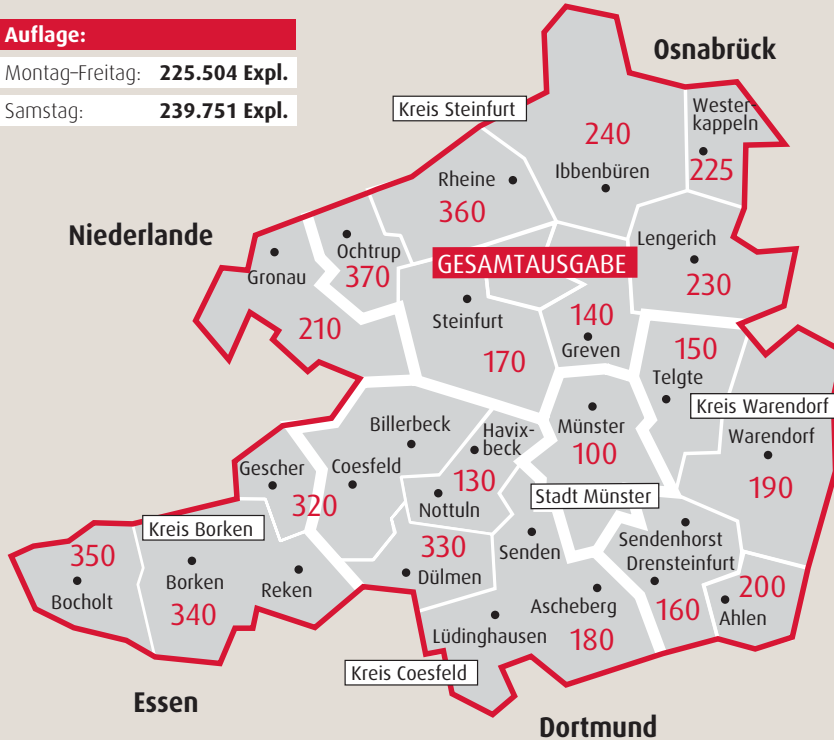 Auflage:
Montag–Freitag: 225.504 Expl.
Samstag: 239.751 Expl.
Osnabrück
Kreis Steinfurt
Wester-
kappeln
225
240
Ibbenbüren
Rheine
360
Niederlande
Ochtrup
370
Gronau
210
Lengerich
230
GESAMTAUSGABE
Steinfurt
170
140
Greven
150
Telgte
Kreis Warendorf
Warendorf
190
Billerbeck
Havix-
beck
Münster
100
Gescher
Coesfeld
320
130
Nottuln
Stadt Münster
Kreis Borken
350
Bocholt
Borken
340
Reken
330
Dülmen
Senden
Sendenhorst
Drensteinfurt
160
200
Ahlen
Ascheberg
180
Lüdinghausen
Kreis Coesfeld
Essen
Dortmund